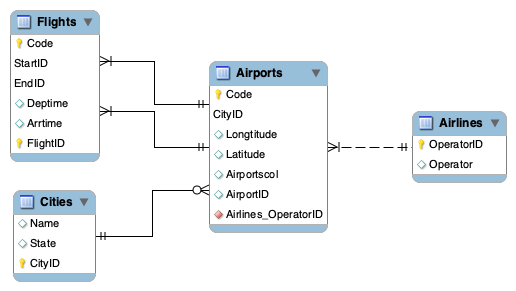 Flights
Code
StartID
EndID
Deptime
Arrtime
FlightID
Airports
Code
CityID
Longtitude
Latitude
Airportscol
AirportID
Airlines_OperatorID
Airlines
OperatorID
Operator
Cities
Name
State
CityID